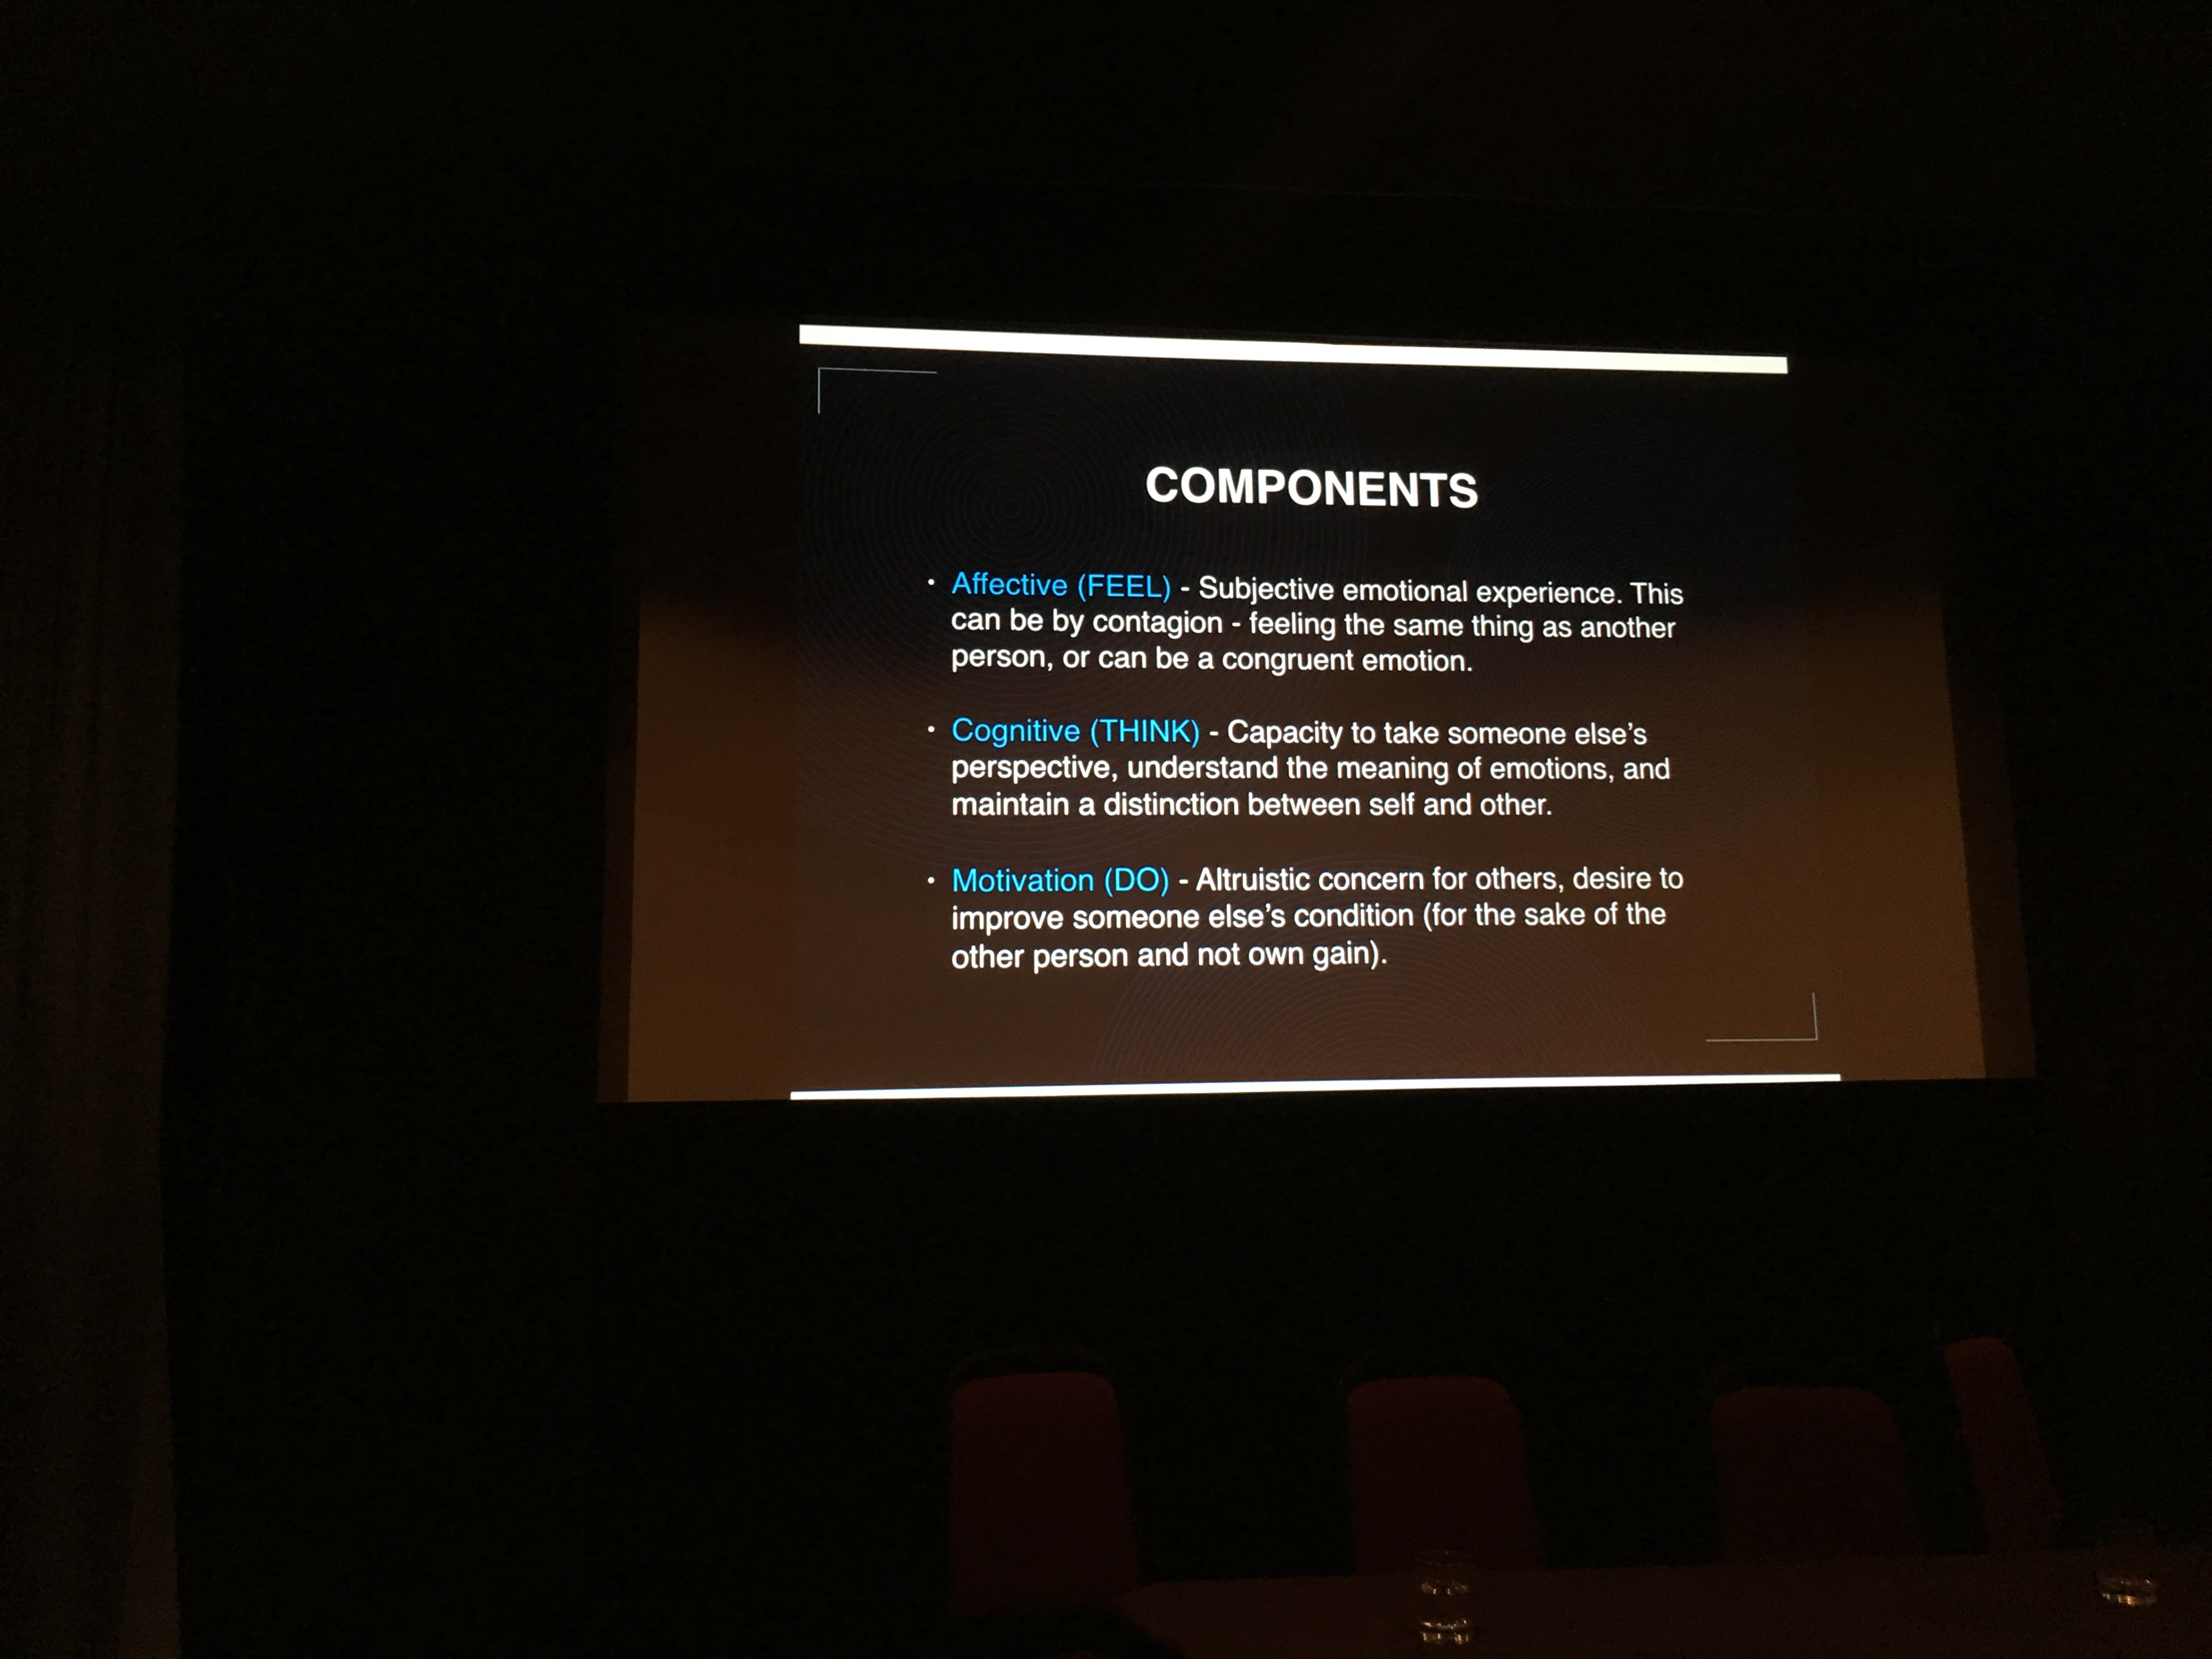 COMPONENTS
• Affective (FEEL) - Subjective emotional experience. This
can be by contagion - feeling the same thing as another
person, or can be a congruent emotion.
• Cognitive (THINK) - Capacity to take someone else’s
perspective, understand the meaning of emotions, and
maintain a distinction between self and other.
• Motivation (DO) - Altruistic concern for others, desire to
improve someone else’s condition (for the sake of the
other person and not own gain).